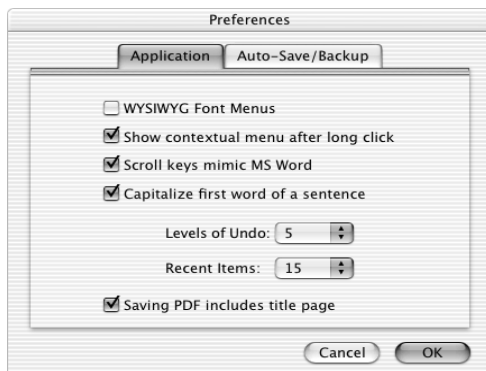 Preferences
Application Auto-Save/Backup
WYSIWYG Font Menus
Show contextual menu after long click
Scroll keys mimic MS Word
Capitalize first word of a sentence
Levels of Undo: 5
Recent Items: 15
Saving PDF includes title page
Cancel OK